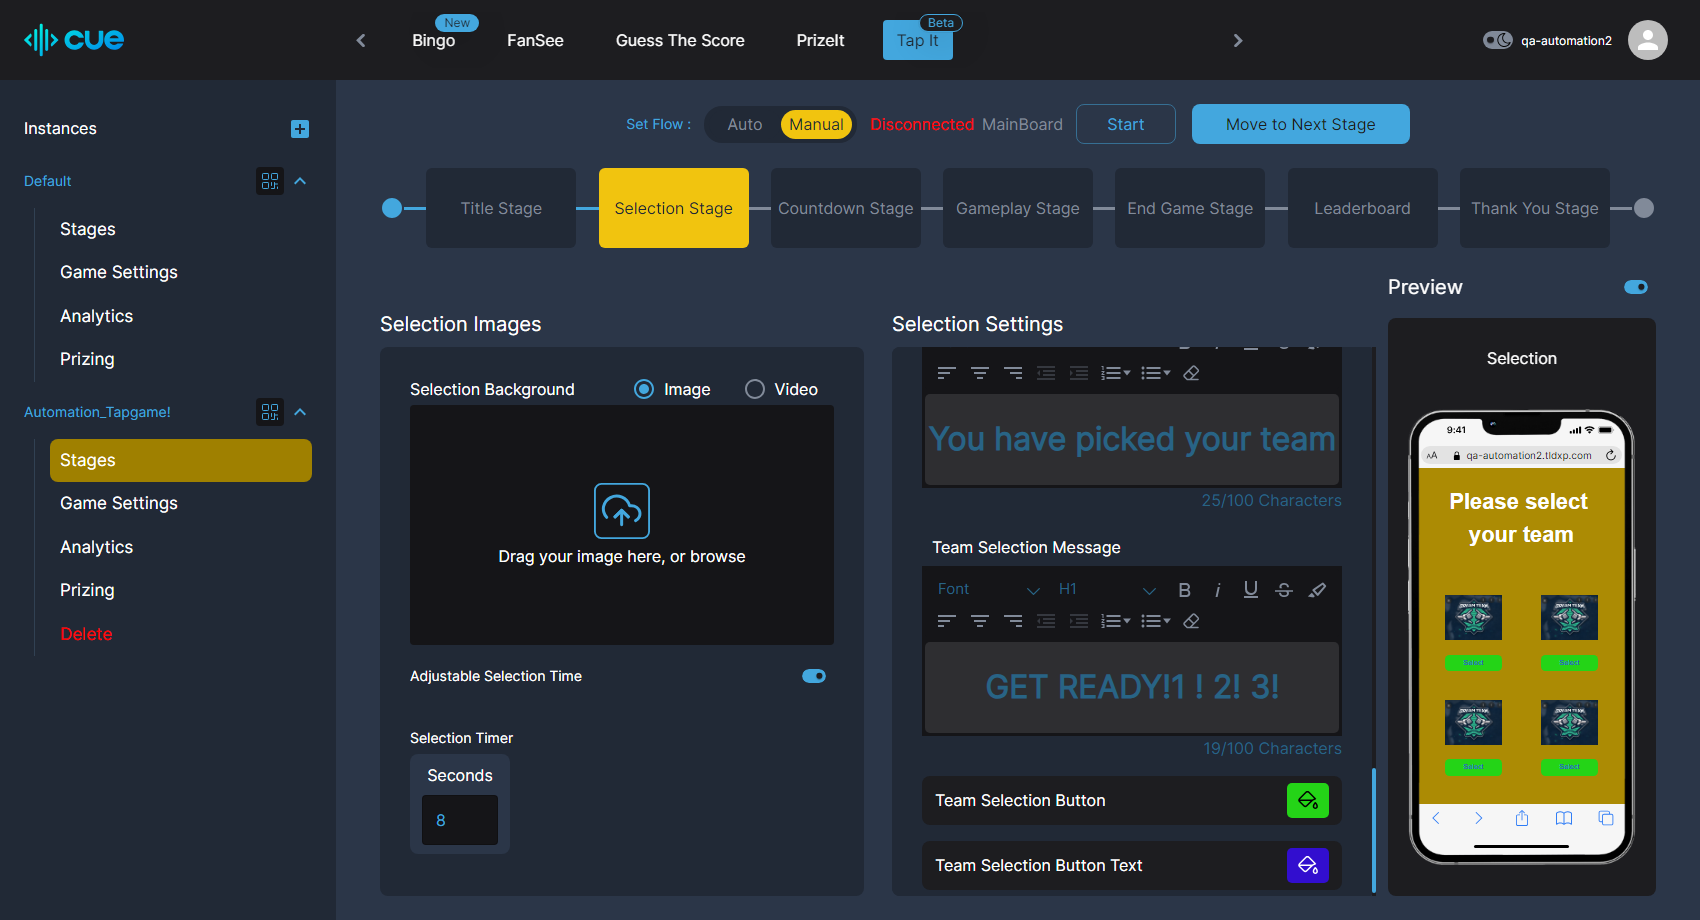 cue
New
Bingo
FanSee
Guess The Score
PrizeIt
Beta
Tap It
qa-automation2
Instances
Default
Stages
Game Settings
Analytics
Prizing
Automation_Tapgame!
Stages
Game Settings
Analytics
Prizing
Delete
Set Flow :
Auto
Manual
Disconnected MainBoard
Start
Move to Next Stage
Title Stage
Selection Stage
Countdown Stage
Gameplay Stage
End Game Stage
Leaderboard
Thank You Stage
Selection Images
Selection Background
Image
Video
Drag your image here, or browse
Adjustable Selection Time
Selection Timer
Seconds
8
Selection Settings
You have picked your team
25/100 Characters
Team Selection Message
Font
H1
B
i
U
S
GET READY!1 ! 2! 3!
19/100 Characters
Team Selection Button
Team Selection Button Text
Preview
Selection
9:41
AA
qa-automation2.tldxp.com
Please select
your team
Select
Select
Select
Select